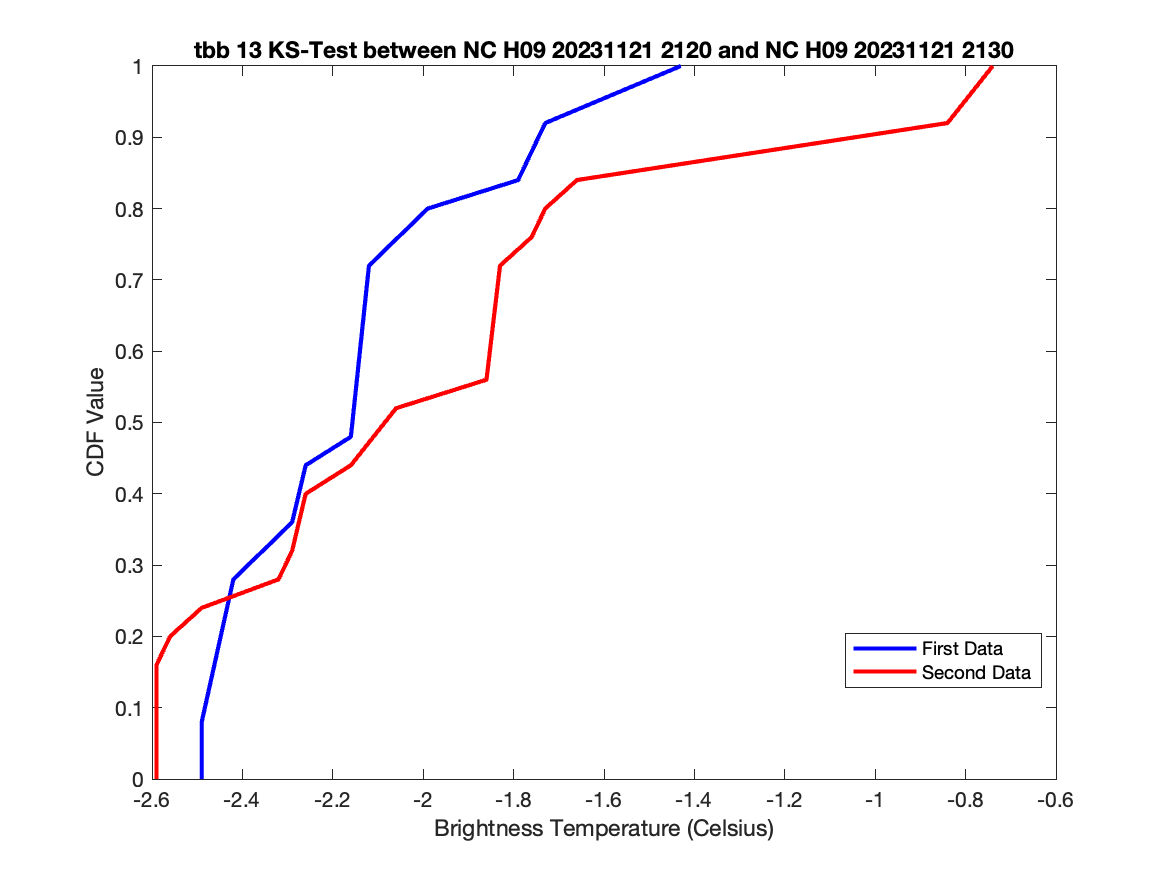 tbb 13 KS-Test between NC H09 20231121 2120 and NC H09 20231121 2130
1
0.9
0.8
0.7
0.6
0.5
0.4
0.3
0.2
0.1
0
CDF Value
First Data
Second Data
-2.6 -2.4 -2.2 -2 -1.8 -1.6 -1.4 -1.2 -1 -0.8 -0.6
Brightness Temperature (Celsius)